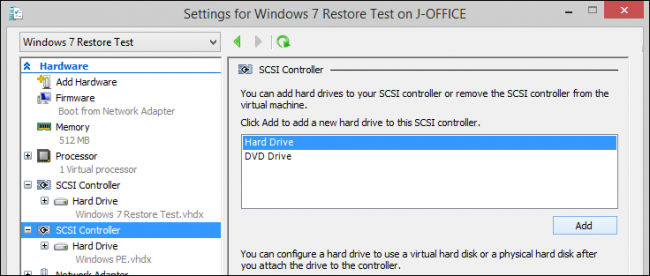 Settings for Windows 7 Restore Test on J-OFFICE
Windows 7 Restore Test
Hardware
Add Hardware
Firmware
Boot from Network Adapter
Memory
512 MB
Processor
1 Virtual processor
SCSI Controller
Hard Drive
Windows 7 Restore Test.vhdx
SCSI Controller
Hard Drive
Windows PE.vhdx
Network Adapter
SCSI Controller
You can add hard drives to your SCSI controller or remove the SCSI controller from the
virtual machine.
Click Add to add a new hard drive to this SCSI controller.
Hard Drive
DVD Drive
Add
You can configure a hard drive to use a virtual hard disk or a physical hard disk after
you attach the drive to the controller.